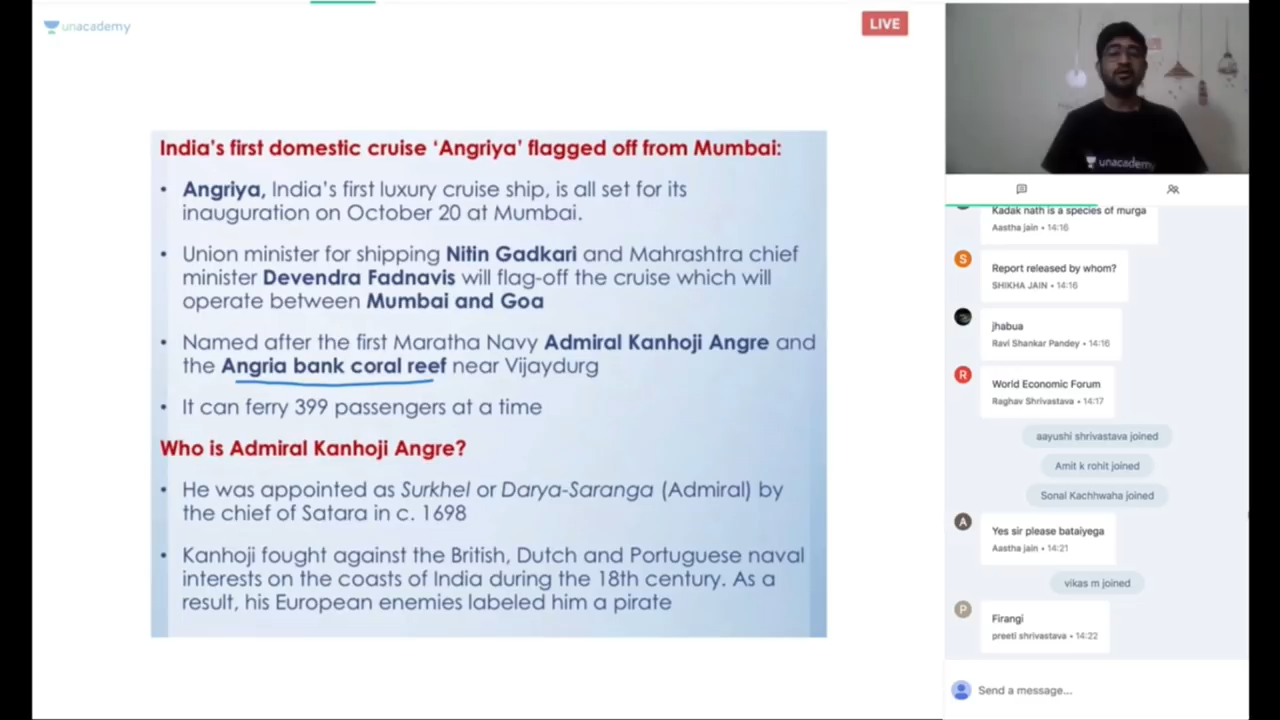 unacademy
LIVE
India's first domestic cruise ‘Angriya’ flagged off from Mumbai:
• Angriya, India's first luxury cruise ship, is all set for its
inauguration on October 20 at Mumbai.
• Union minister for shipping Nitin Gadkari and Mahrashtra chief
minister Devendra Fadnavis will flag-off the cruise which will
operate between Mumbai and Goa
• Named after the first Maratha Navy Admiral Kanhoji Angre and
the Angria bank coral reef near Vijaydurg
• It can ferry 399 passengers at a time
Who is Admiral Kanhoji Angre?
• He was appointed as Surkhel or Darya-Saranga (Admiral) by
the chief of Satara in c. 1698
• Kanhoji fought against the British, Dutch and Portuguese naval
interests on the coasts of India during the 18th century. As a
result, his European enemies labeled him a pirate
unacademy
Kadak nath is a species of murga
Aastha jain • 14:16
S
Report released by whom?
SHIKHA JAIN • 14:16
jhabua
Ravi Shankar Pandey • 14:16
R
World Economic Forum
Raghav Shrivastava • 14:17
aayushi shrivastava joined
Amit k rohit joined
Sonal Kachhwaha joined
A
Yes sir please bataiyega
Aastha jain • 14:21
vikas m joined
P
Firangi
preeti shrivastava • 14:22
Send a message...